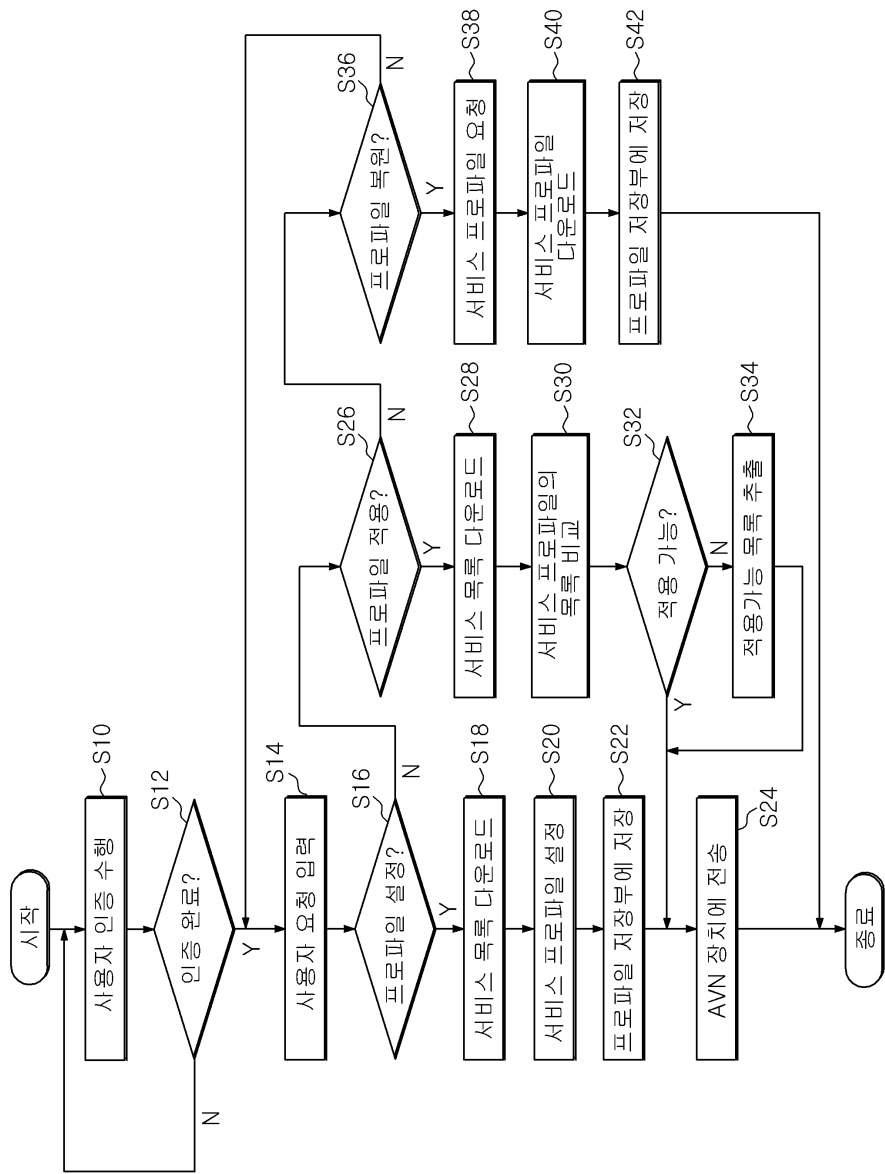 시작
사용자 인증 수행
S10
인증 완료?
S12
N
Y
사용자 요청 입력
S14
프로파일 설정?
S16
N
Y
서비스 목록 다운로드
S18
서비스 프로파일 설정
S20
프로파일 저장부에 저장
S22
AVN 장치에 전송
S24
종료
프로파일 적용?
S26
N
Y
서비스 목록 다운로드
S28
서비스 프로파일의
목록 비교
S30
적용 가능?
S32
Y
N
적용가능 목록 추출
S34
프로파일 복원?
S36
N
Y
서비스 프로파일 요청
S38
서비스 프로파일
다운로드
S40
프로파일 저장부에 저장
S42